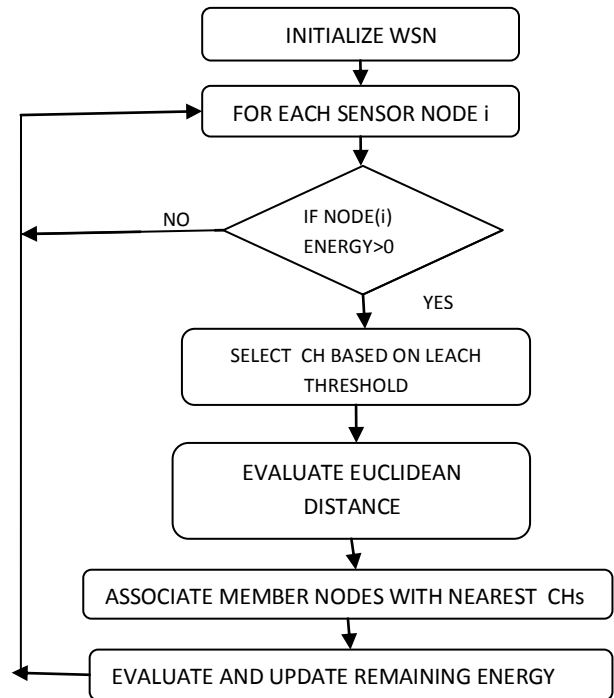 INITIALIZE WSN
FOR EACH SENSOR NODE i
NO
IF NODE(i)
ENERGY>0
YES
SELECT CH BASED ON LEACH
THRESHOLD
EVALUATE EUCLIDEAN
DISTANCE
ASSOCIATE MEMBER NODES WITH NEAREST CHs
EVALUATE AND UPDATE REMAINING ENERGY